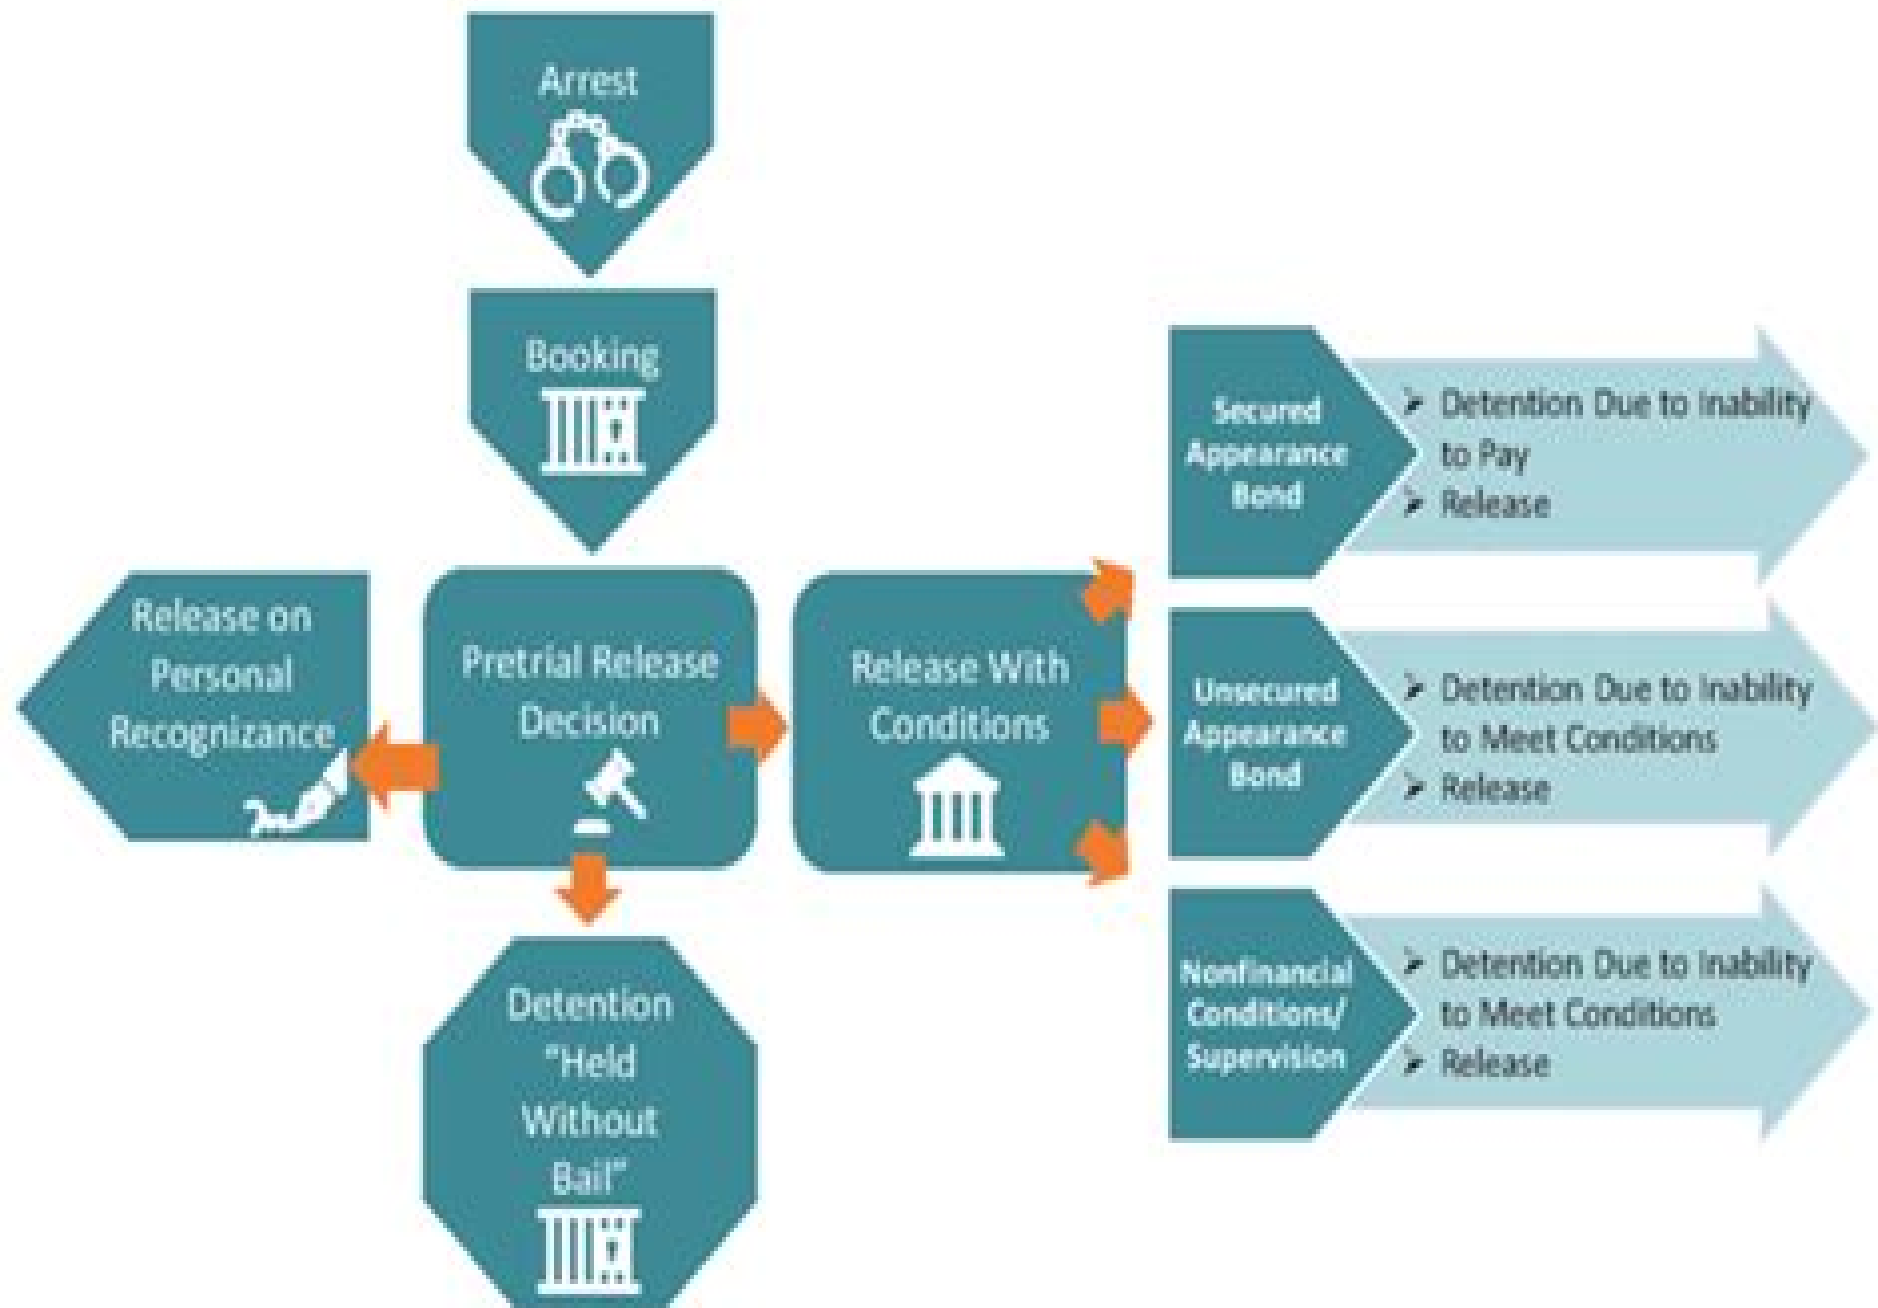 Arrest
Booking
Release on
Personal
Recognizance
Pretrial Release
Decision
Release With
Conditions
Detention
"Held
Without
Bail"
Secured
Appearance
Bond
➢ Detention Due to Inability
to Pay
➢ Release
Unsecured
Appearance
Bond
➢ Detention Due to Inability
to Meet Conditions
➢ Release
Nonfinancial
Conditions/
Supervision
➢ Detention Due to Inability
to Meet Conditions
➢ Release